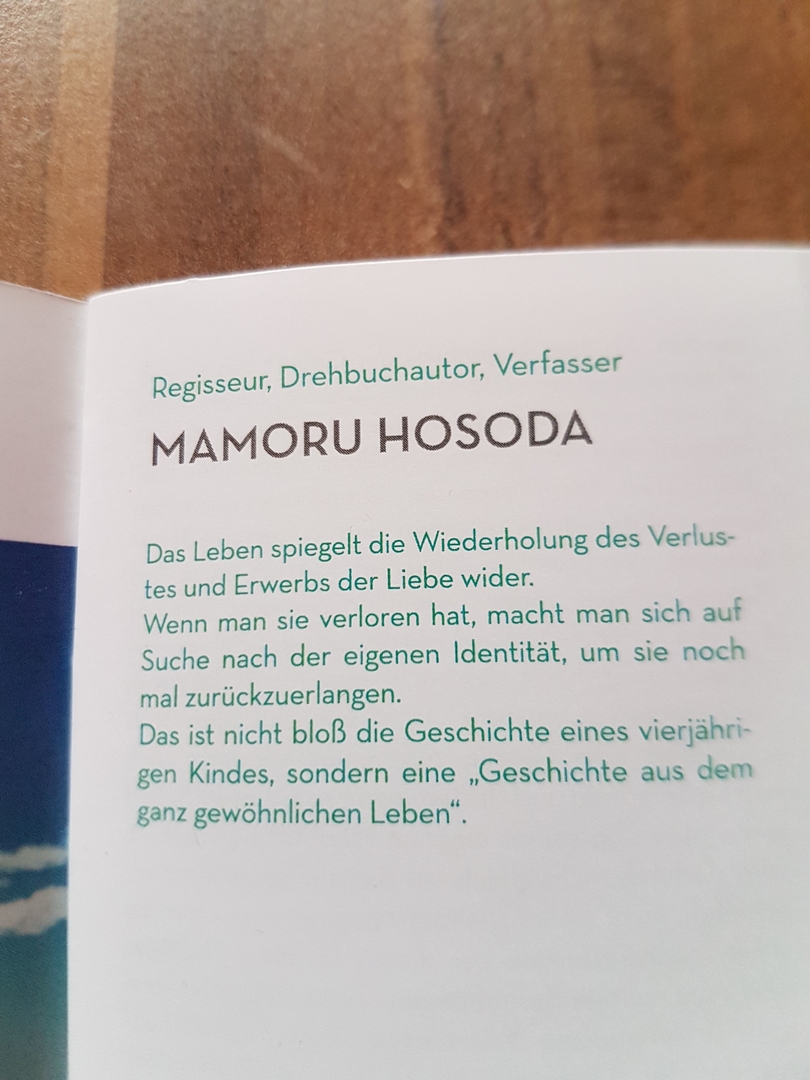 Regisseur, Drehbuchautor, Verfasser
MAMORU HOSODA
Das Leben spiegelt die Wiederholung des Verlus-
tes und Erwerbs der Liebe wider.
Wenn man sie verloren hat, macht man sich auf
Suche nach der eigenen Identität, um sie noch
mal zurückzuerlangen.
Das ist nicht bloß die Geschichte eines vierjähri-
gen Kindes, sondern eine „Geschichte aus dem
ganz gewöhnlichen Leben“.